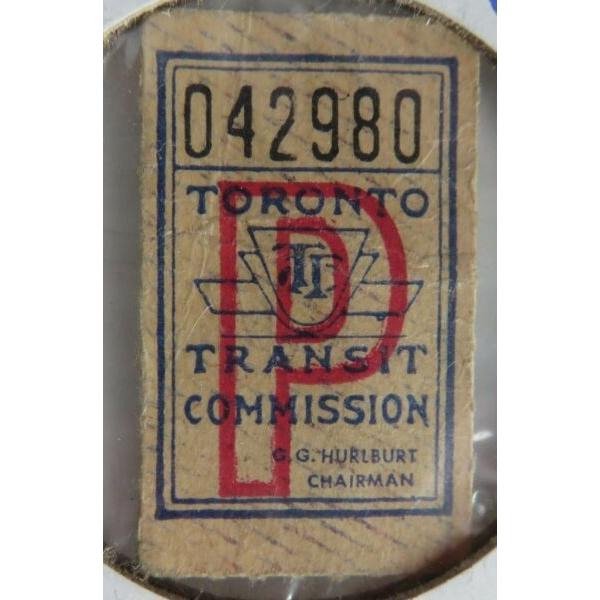 042980
TORONTO
TTC
TRANSIT
COMMISSION
G.G. HURLBURT
CHAIRMAN
P